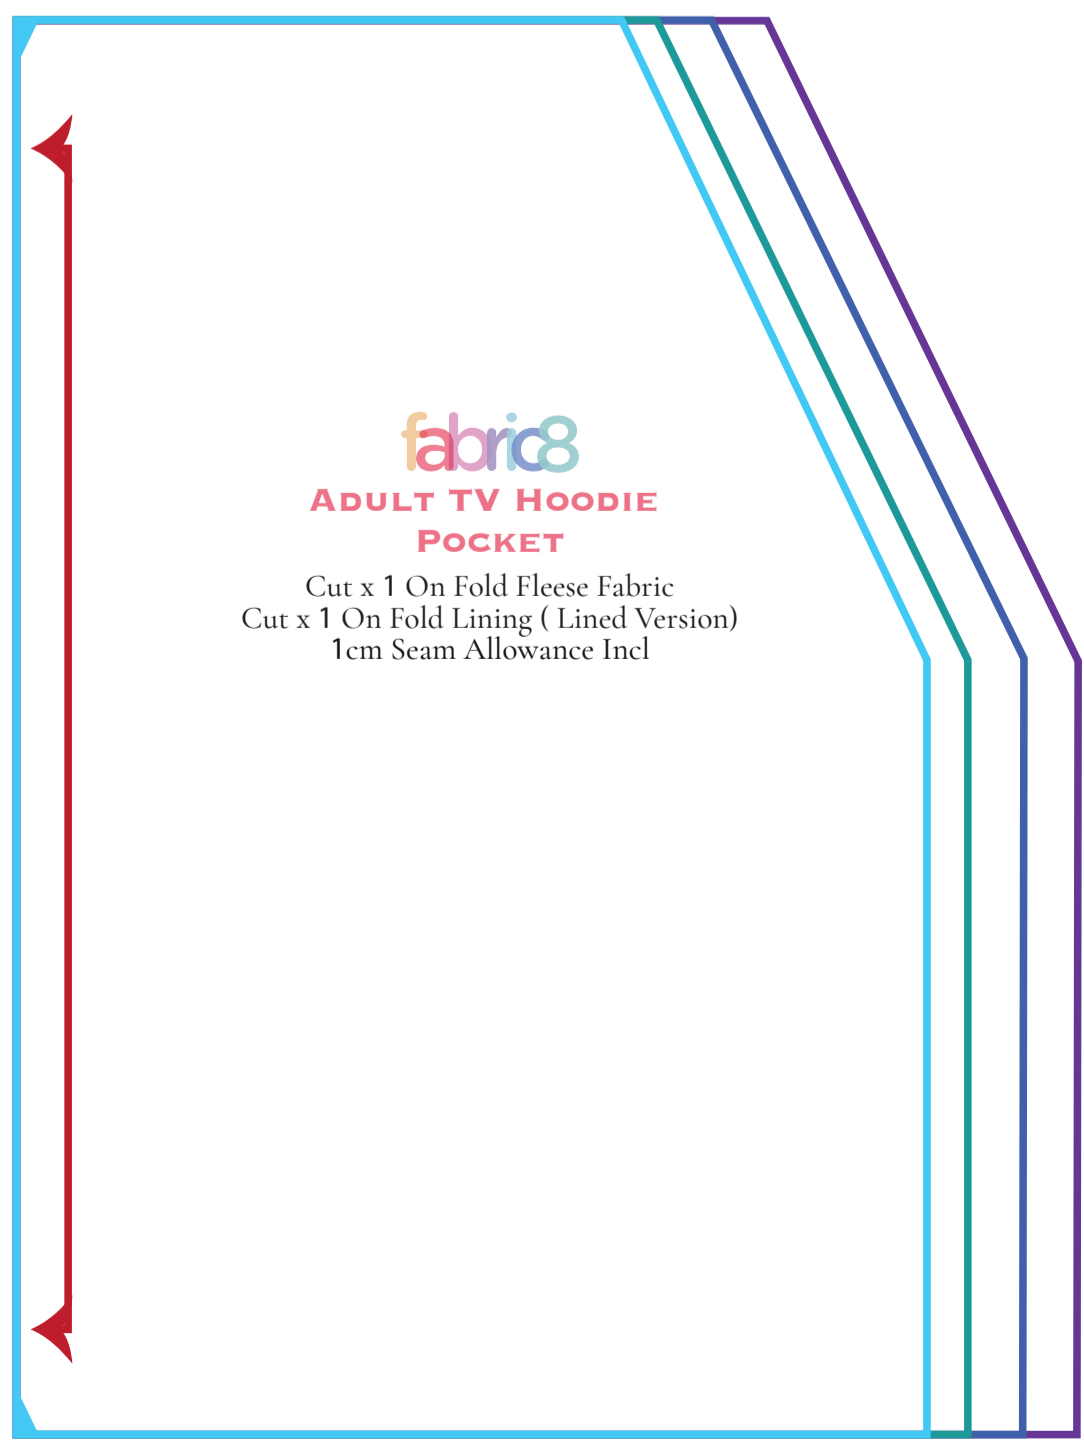 fabric8
Adult TV Hoodie
Pocket
Cut x 1 On Fold Fleese Fabric
Cut x 1 On Fold Lining ( Lined Version)
1cm Seam Allowance Incl